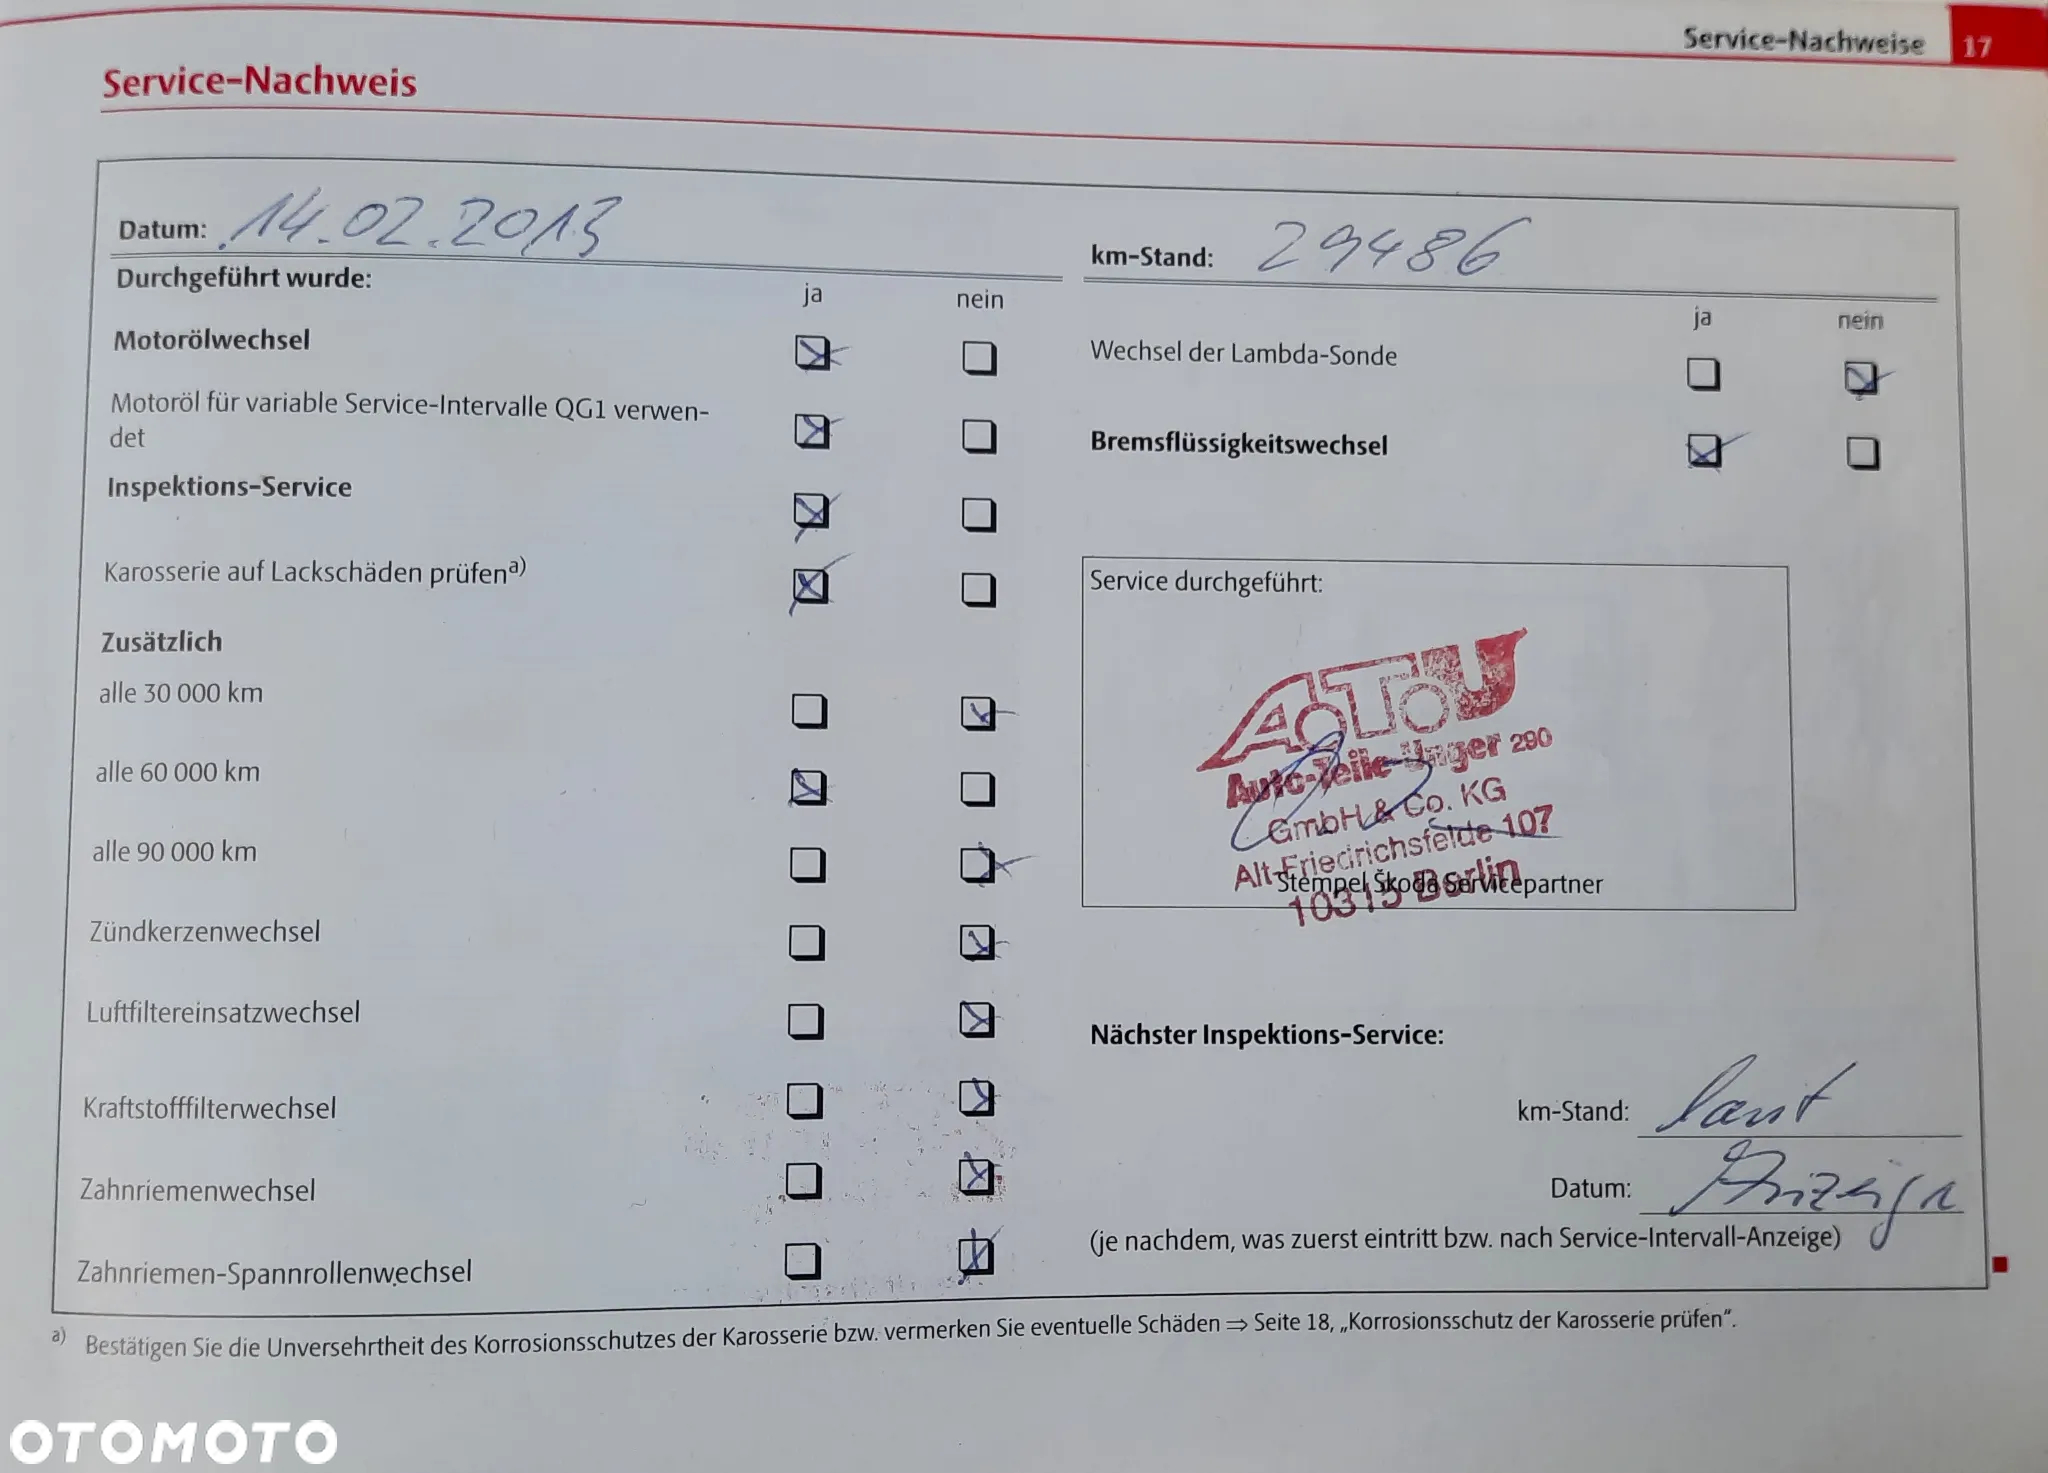 Service-Nachweise 17
Service-Nachweis
Datum: 14.02.2013
km-Stand: 29486
Durchgeführt wurde:
ja nein
Motorölwechsel
Motoröl für variable Service-Intervalle QG1 verwen-
det
Inspektions-Service
Karosserie auf Lackschäden prüfen a)
Zusätzlich
alle 30 000 km
alle 60 000 km
alle 90 000 km
Zündkerzenwechsel
Luftfiltereinsatzwechsel
Kraftstofffilterwechsel
Zahnriemenwechsel
Zahnriemen-Spannrollenwechsel
ja nein
Wechsel der Lambda-Sonde
Bremsflüssigkeitswechsel
Service durchgeführt:
A.T.U
Auto-Teile-Unger 290
GmbH & Co. KG
Alt-Friedrichsfelde 107
10315 Berlin
Stempel Škoda Servicepartner
Nächster Inspektions-Service:
km-Stand: laut
Datum: Anzeige
(je nachdem, was zuerst eintritt bzw. nach Service-Intervall-Anzeige)
a) Bestätigen Sie die Unversehrtheit des Korrosionsschutzes der Karosserie bzw. vermerken Sie eventuelle Schäden ⇒ Seite 18, „Korrosionsschutz der Karosserie prüfen“.
OTOMOTO